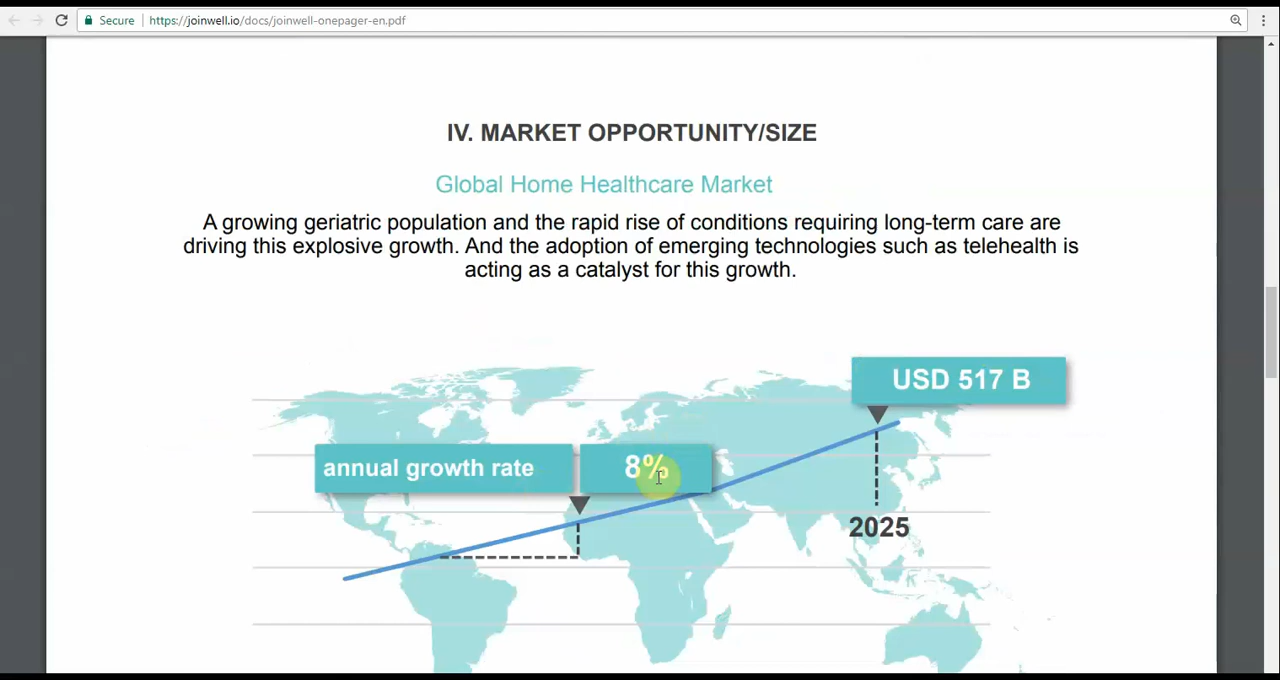 Secure
https://joinwell.io/docs/joinwell-onepager-en.pdf
IV. MARKET OPPORTUNITY/SIZE
Global Home Healthcare Market
A growing geriatric population and the rapid rise of conditions requiring long-term care are
driving this explosive growth. And the adoption of emerging technologies such as telehealth is
acting as a catalyst for this growth.
USD 517 B
annual growth rate
8%
2025